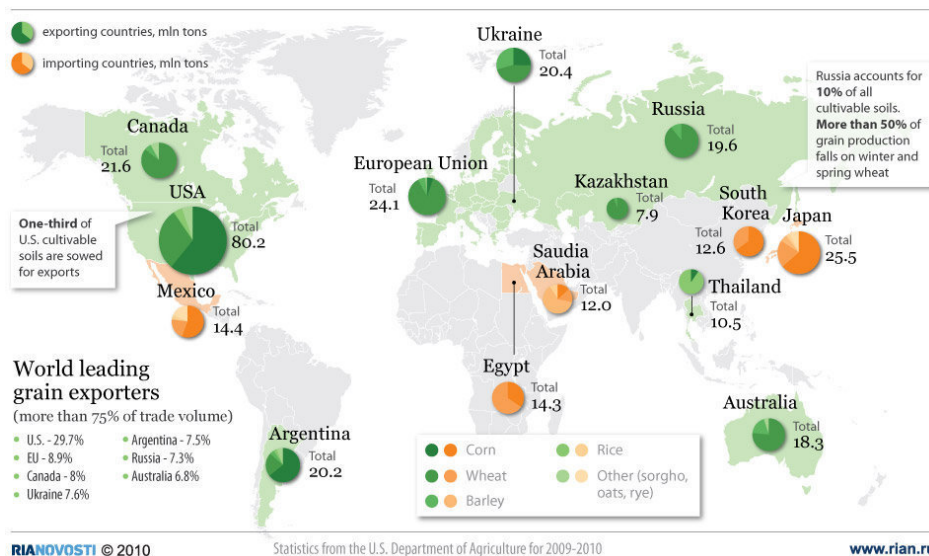 exporting countries, mln tons
importing countries, mln tons
Ukraine
Total
20.4
Russia accounts for
10% of all
cultivable soils.
More than 50% of
grain production
falls on winter and
spring wheat
Canada
Total
21.6
Russia
Total
19.6
European Union
Total
24.1
Kazakhstan
Total
7.9
USA
Total
80.2
One-third of
U.S. cultivable
soils are sowed
for exports
South
Korea
Total
12.6
Japan
Total
25.5
Saudia
Arabia
Total
12.0
Thailand
Total
10.5
Mexico
Total
14.4
Egypt
Total
14.3
World leading
grain exporters
(more than 75% of trade volume)
U.S. - 29.7%
EU - 8.9%
Canada - 8%
Ukraine 7.6%
Argentina - 7.5%
Russia - 7.3%
Australia 6.8%
Argentina
Total
20.2
Australia
Total
18.3
Corn
Wheat
Barley
Rice
Other (sorgho,
oats, rye)
RIANOVOSTI © 2010
Statistics from the U.S. Department of Agriculture for 2009-2010
www.rian.ru